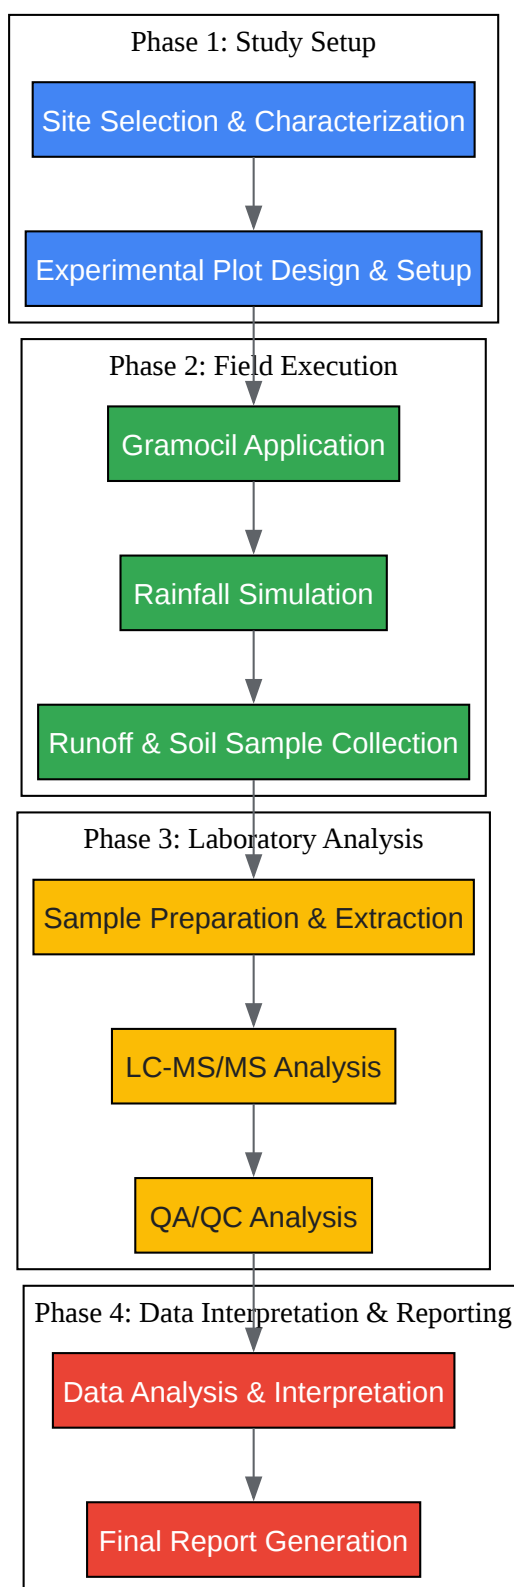 Phase 1: Study Setup
Site Selection & Characterization
Experimental Plot Design & Setup
Phase 2: Field Execution
Gramocil Application
Rainfall Simulation
Runoff & Soil Sample Collection
Phase 3: Laboratory Analysis
Sample Preparation & Extraction
LC-MS/MS Analysis
QA/QC Analysis
Phase 4: Data Interpretation & Reporting
Data Analysis & Interpretation
Final Report Generation